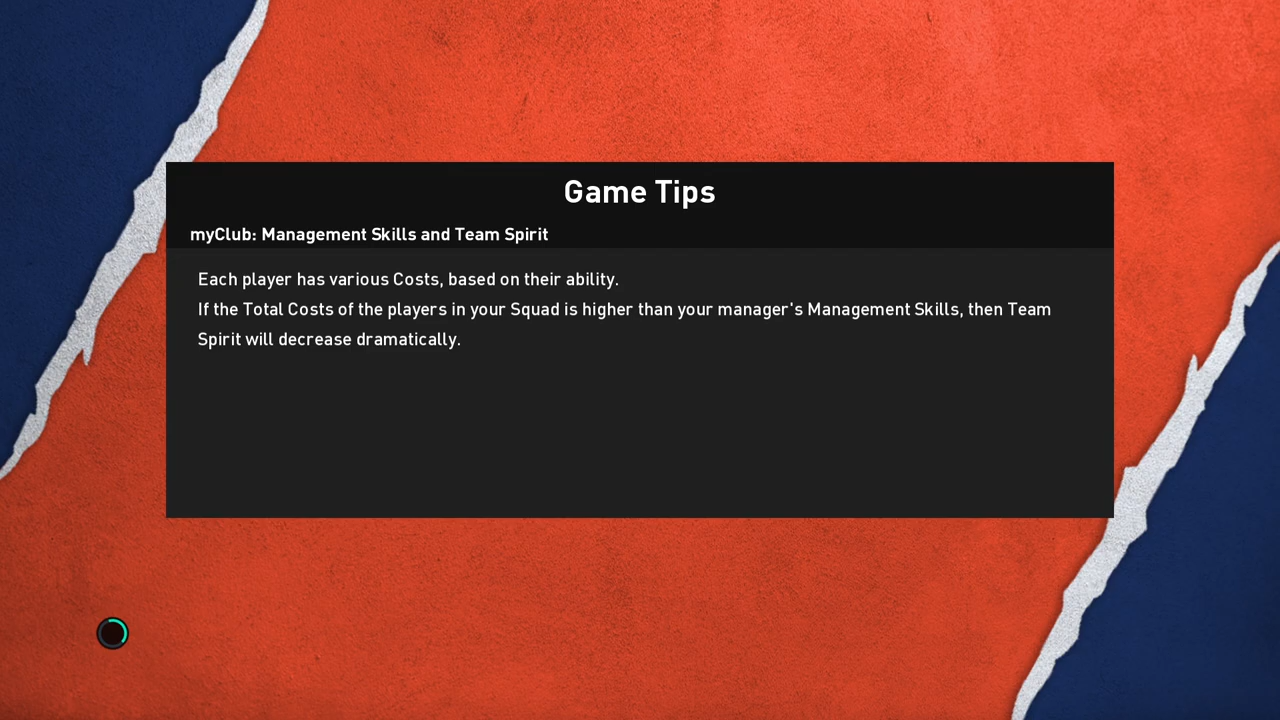 Game Tips
myClub: Management Skills and Team Spirit
Each player has various Costs, based on their ability.
If the Total Costs of the players in your Squad is higher than your manager's Management Skills, then Team
Spirit will decrease dramatically.